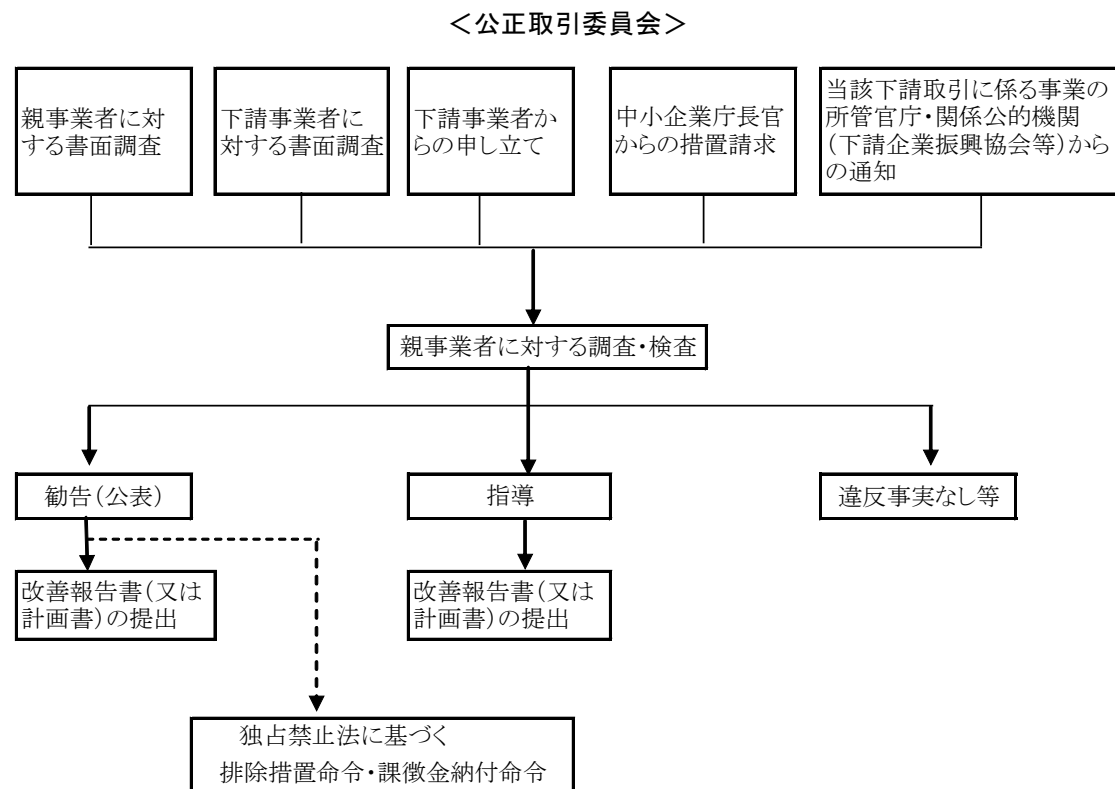 ＜公正取引委員会＞
親事業者に対
する書面調査
下請事業者に
対する書面調査
下請事業者か
らの申し立て
中小企業庁長官
からの措置請求
当該下請取引に係る事業の
所管官庁・関係公的機関
（下請企業振興協会等）から
の通知
親事業者に対する調査・検査
勧告（公表）
指導
違反事実なし等
改善報告書（又は
計画書）の提出
改善報告書（又は
計画書）の提出
独占禁止法に基づく
排除措置命令・課徴金納付命令